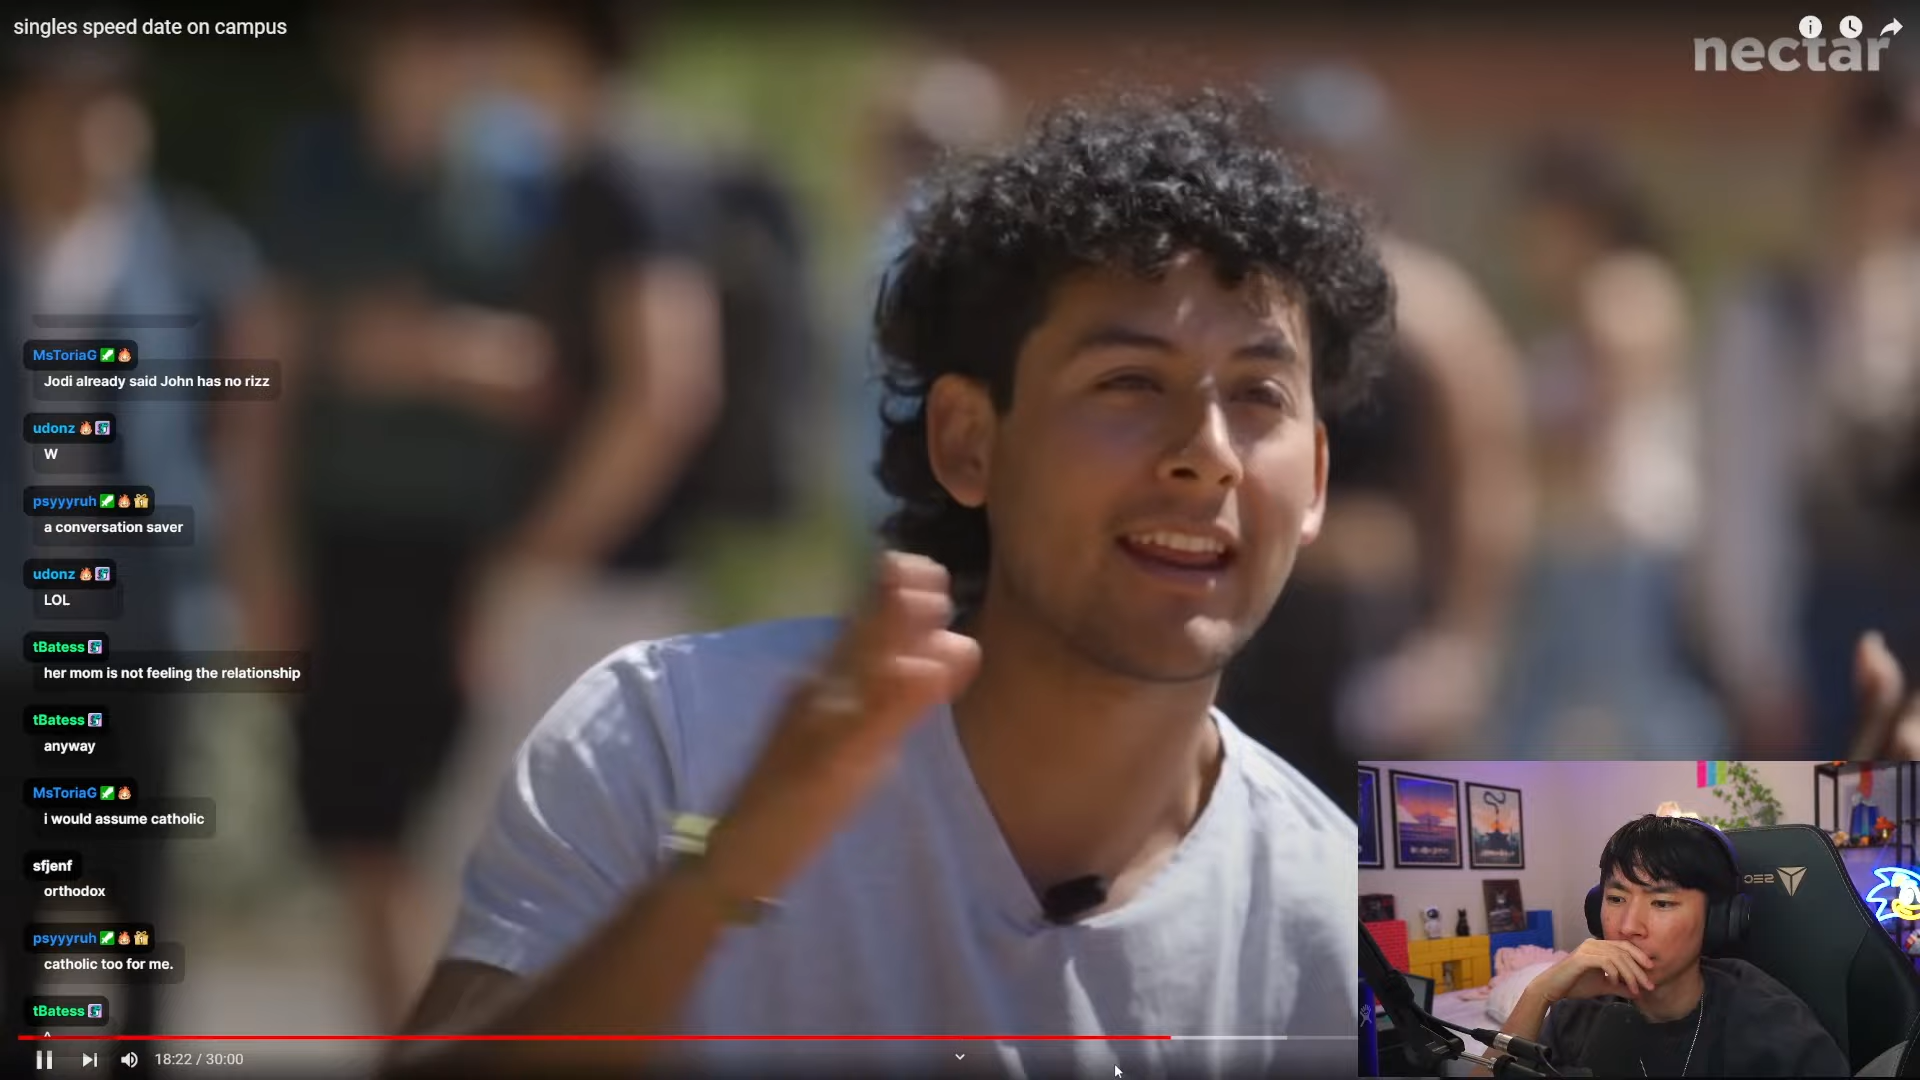 singles speed date on campus
nectar
MsToriaG
Jodi already said John has no rizz
udonz
W
psyyyruh
a conversation saver
udonz
LOL
tBatess
her mom is not feeling the relationship
tBatess
anyway
MsToriaG
i would assume catholic
sfjenf
orthodox
psyyyruh
catholic too for me.
tBatess
^
18:22 / 30:00